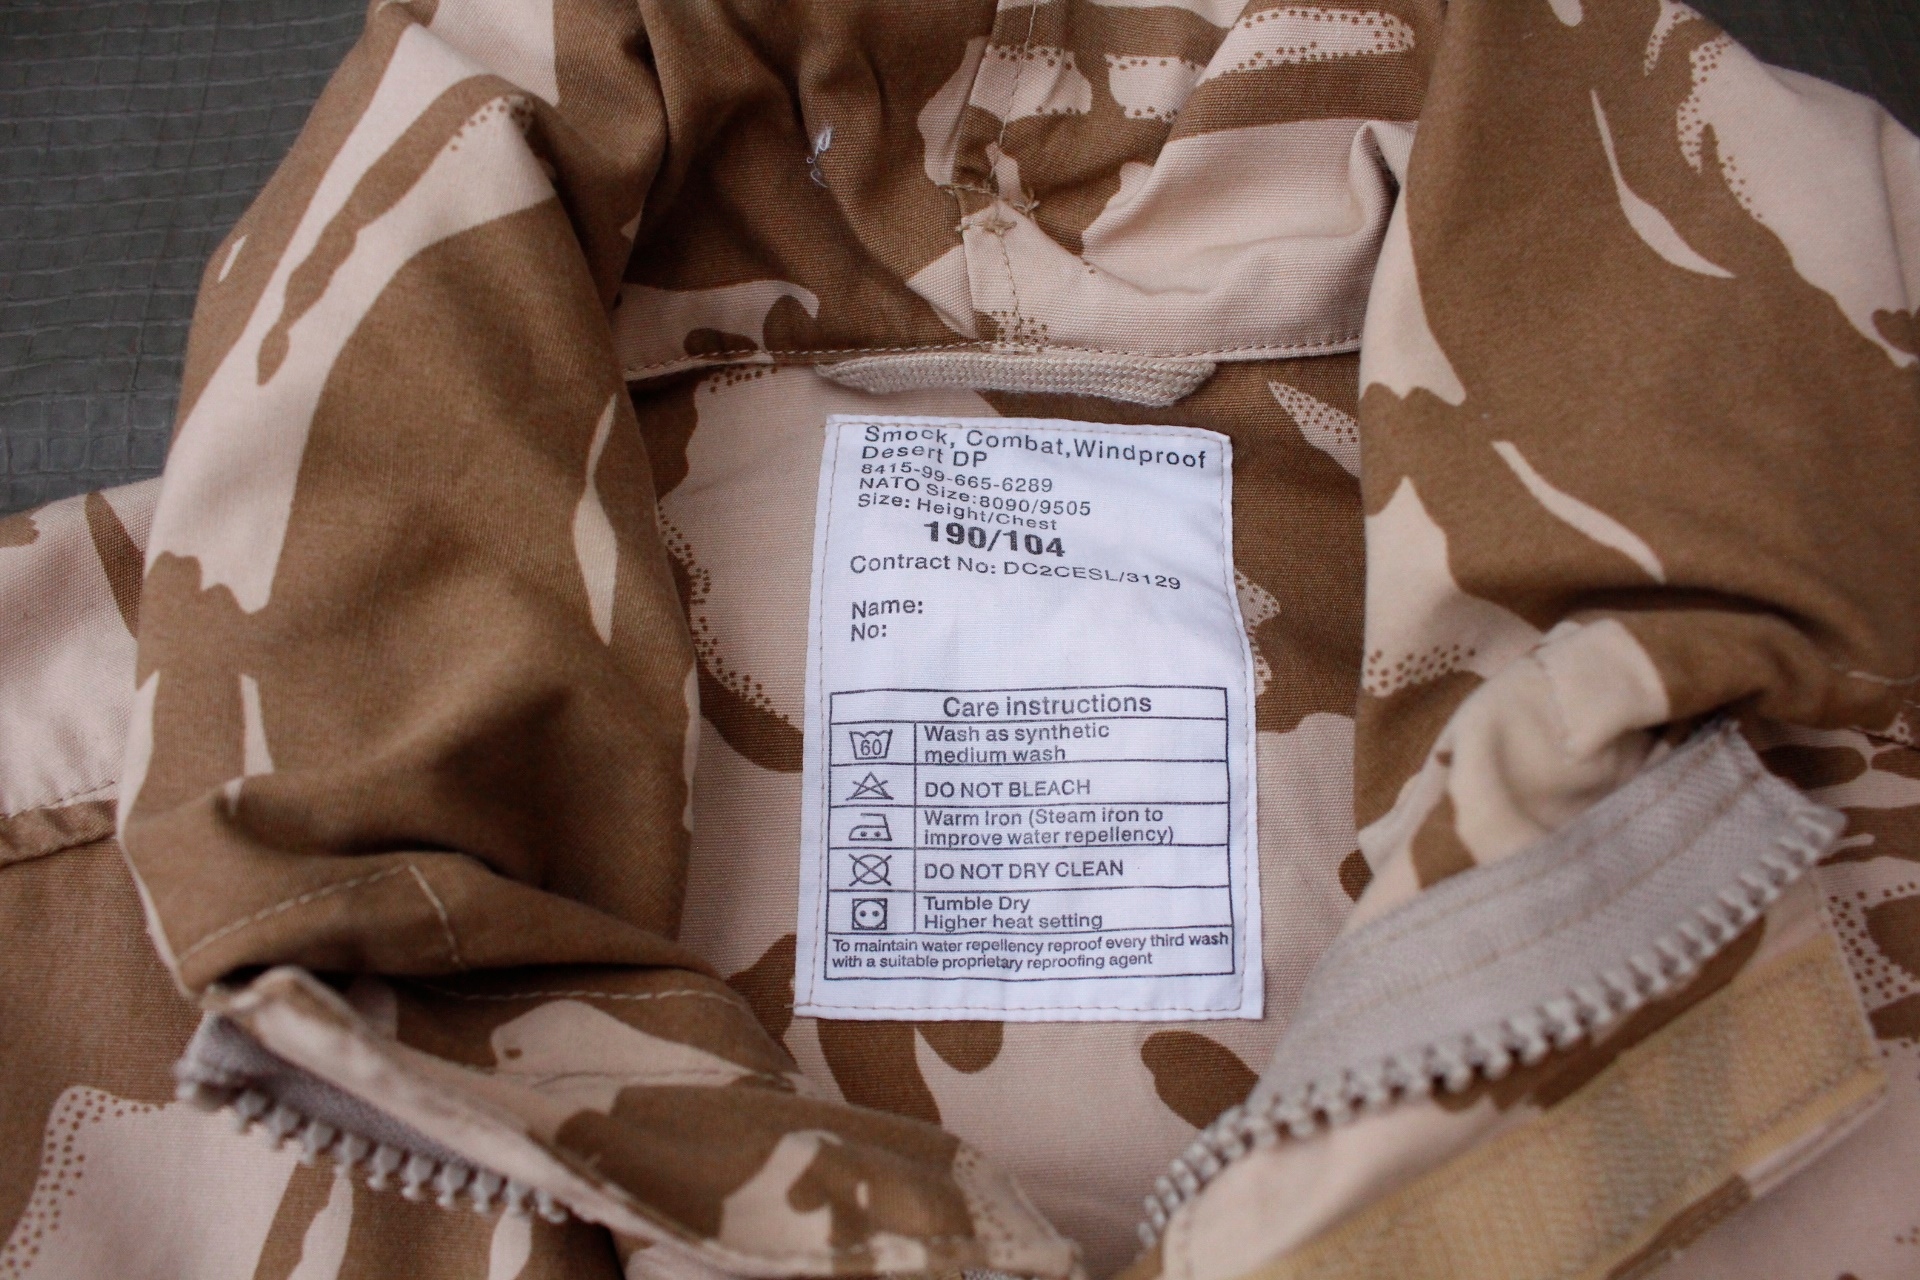 Smock, Combat,Windproof
Desert DP
8415-99-665-6289
NATO Size:8090/9505
Size: Height/Chest
190/104
Contract No: DC2CESL/3129
Name:
No:
Care instructions
60
Wash as synthetic
medium wash
DO NOT BLEACH
Warm Iron (Steam iron to
improve water repellency)
DO NOT DRY CLEAN
Tumble Dry
Higher heat setting
To maintain water repellency reproof every third wash
with a suitable proprietary reproofing agent